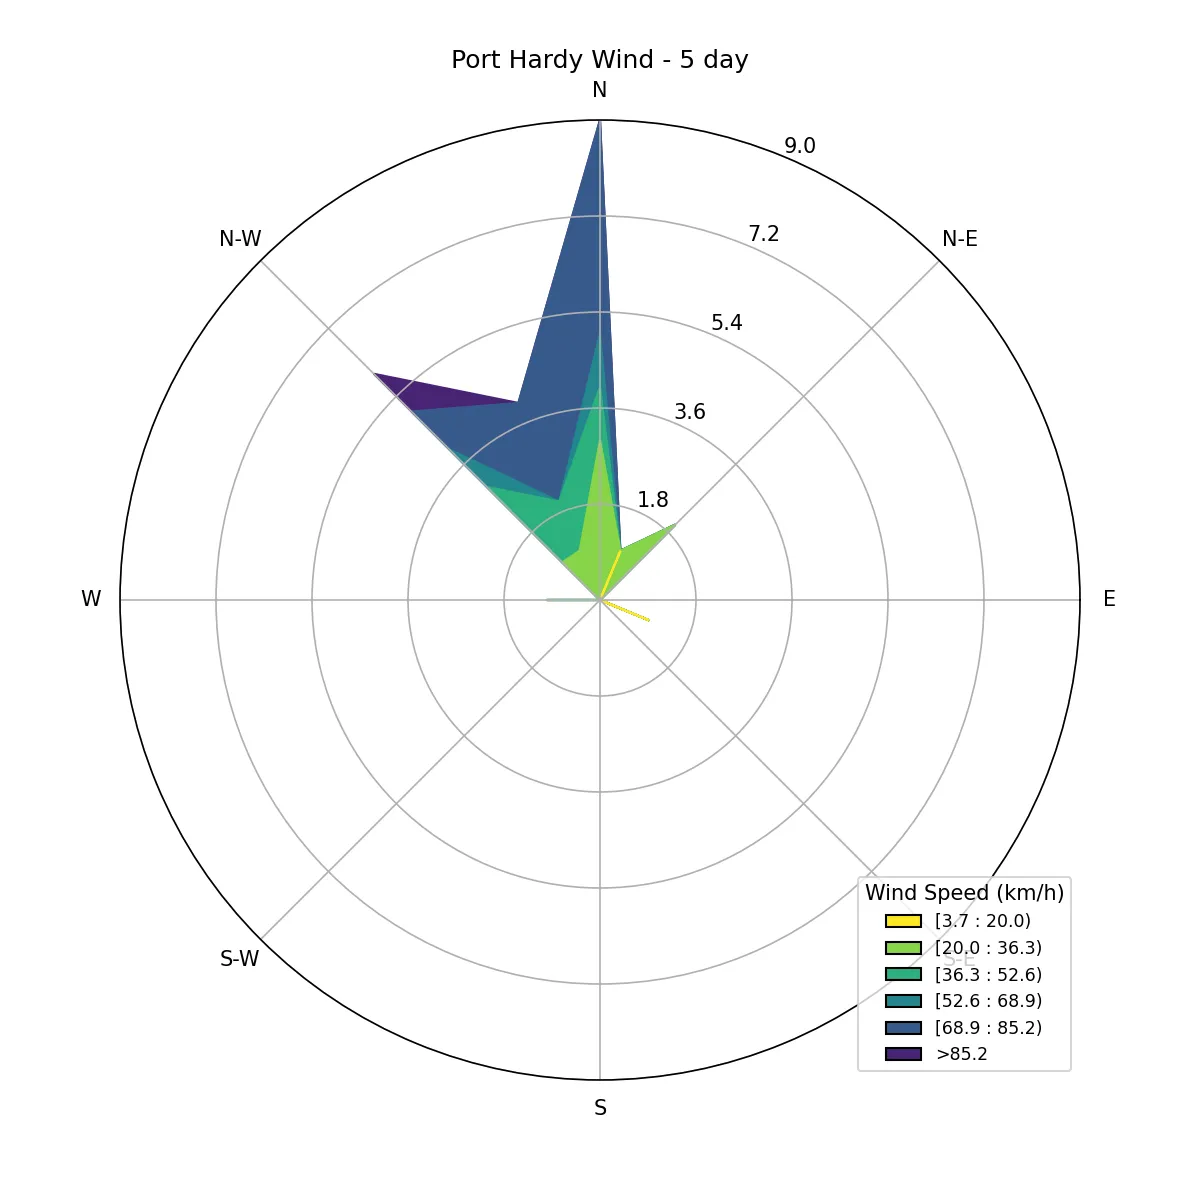 Port Hardy Wind - 5 day
N
9.0
N-W
7.2
N-E
5.4
3.6
1.8
W
E
Wind Speed (km/h)
[3.7 : 20.0)
[20.0 : 36.3)
S-W
S-E
[36.3 : 52.6)
[52.6 : 68.9)
[68.9 : 85.2)
>85.2
S